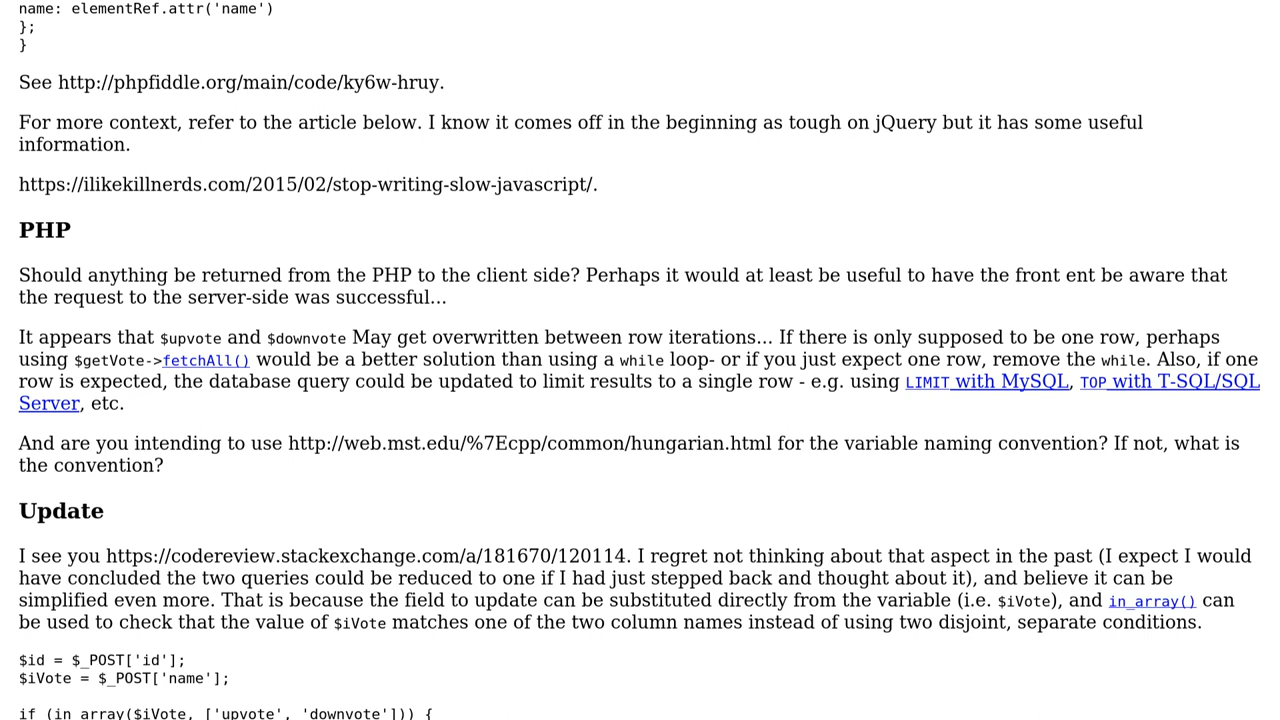 name: elementRef.attr('name')
};
}
See http://phpfiddle.org/main/code/ky6w-hruy.
For more context, refer to the article below. I know it comes off in the beginning as tough on jQuery but it has some useful
information.
https://ilikekillnerds.com/2015/02/stop-writing-slow-javascript/.
PHP
Should anything be returned from the PHP to the client side? Perhaps it would at least be useful to have the front ent be aware that
the request to the server-side was successful...
It appears that $upvote and $downvote May get overwritten between row iterations... If there is only supposed to be one row, perhaps
using $getVote->fetchAll() would be a better solution than using a while loop- or if you just expect one row, remove the while. Also, if one
row is expected, the database query could be updated to limit results to a single row - e.g. using LIMIT with MySQL, TOP with T-SQL/SQL
Server, etc.
And are you intending to use http://web.mst.edu/%7Ecpp/common/hungarian.html for the variable naming convention? If not, what is
the convention?
Update
I see you https://codereview.stackexchange.com/a/181670/120114. I regret not thinking about that aspect in the past (I expect I would
have concluded the two queries could be reduced to one if I had just stepped back and thought about it), and believe it can be
simplified even more. That is because the field to update can be substituted directly from the variable (i.e. $iVote), and in_array() can
be used to check that the value of $iVote matches one of the two column names instead of using two disjoint, separate conditions.
$id = $_POST['id'];
$iVote = $_POST['name'];
if (in_array($iVote, ['upvote', 'downvote'])) {